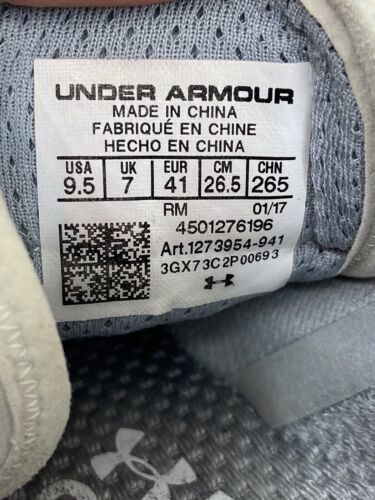 UNDER ARMOUR
MADE IN CHINA
FABRIQUÉ EN CHINE
HECHO EN CHINA
USA UK EUR CM CHN
9.5 7 41 26.5 265
RM 01/17
4501276196
Art.1273954-941
3GX73C2P00693